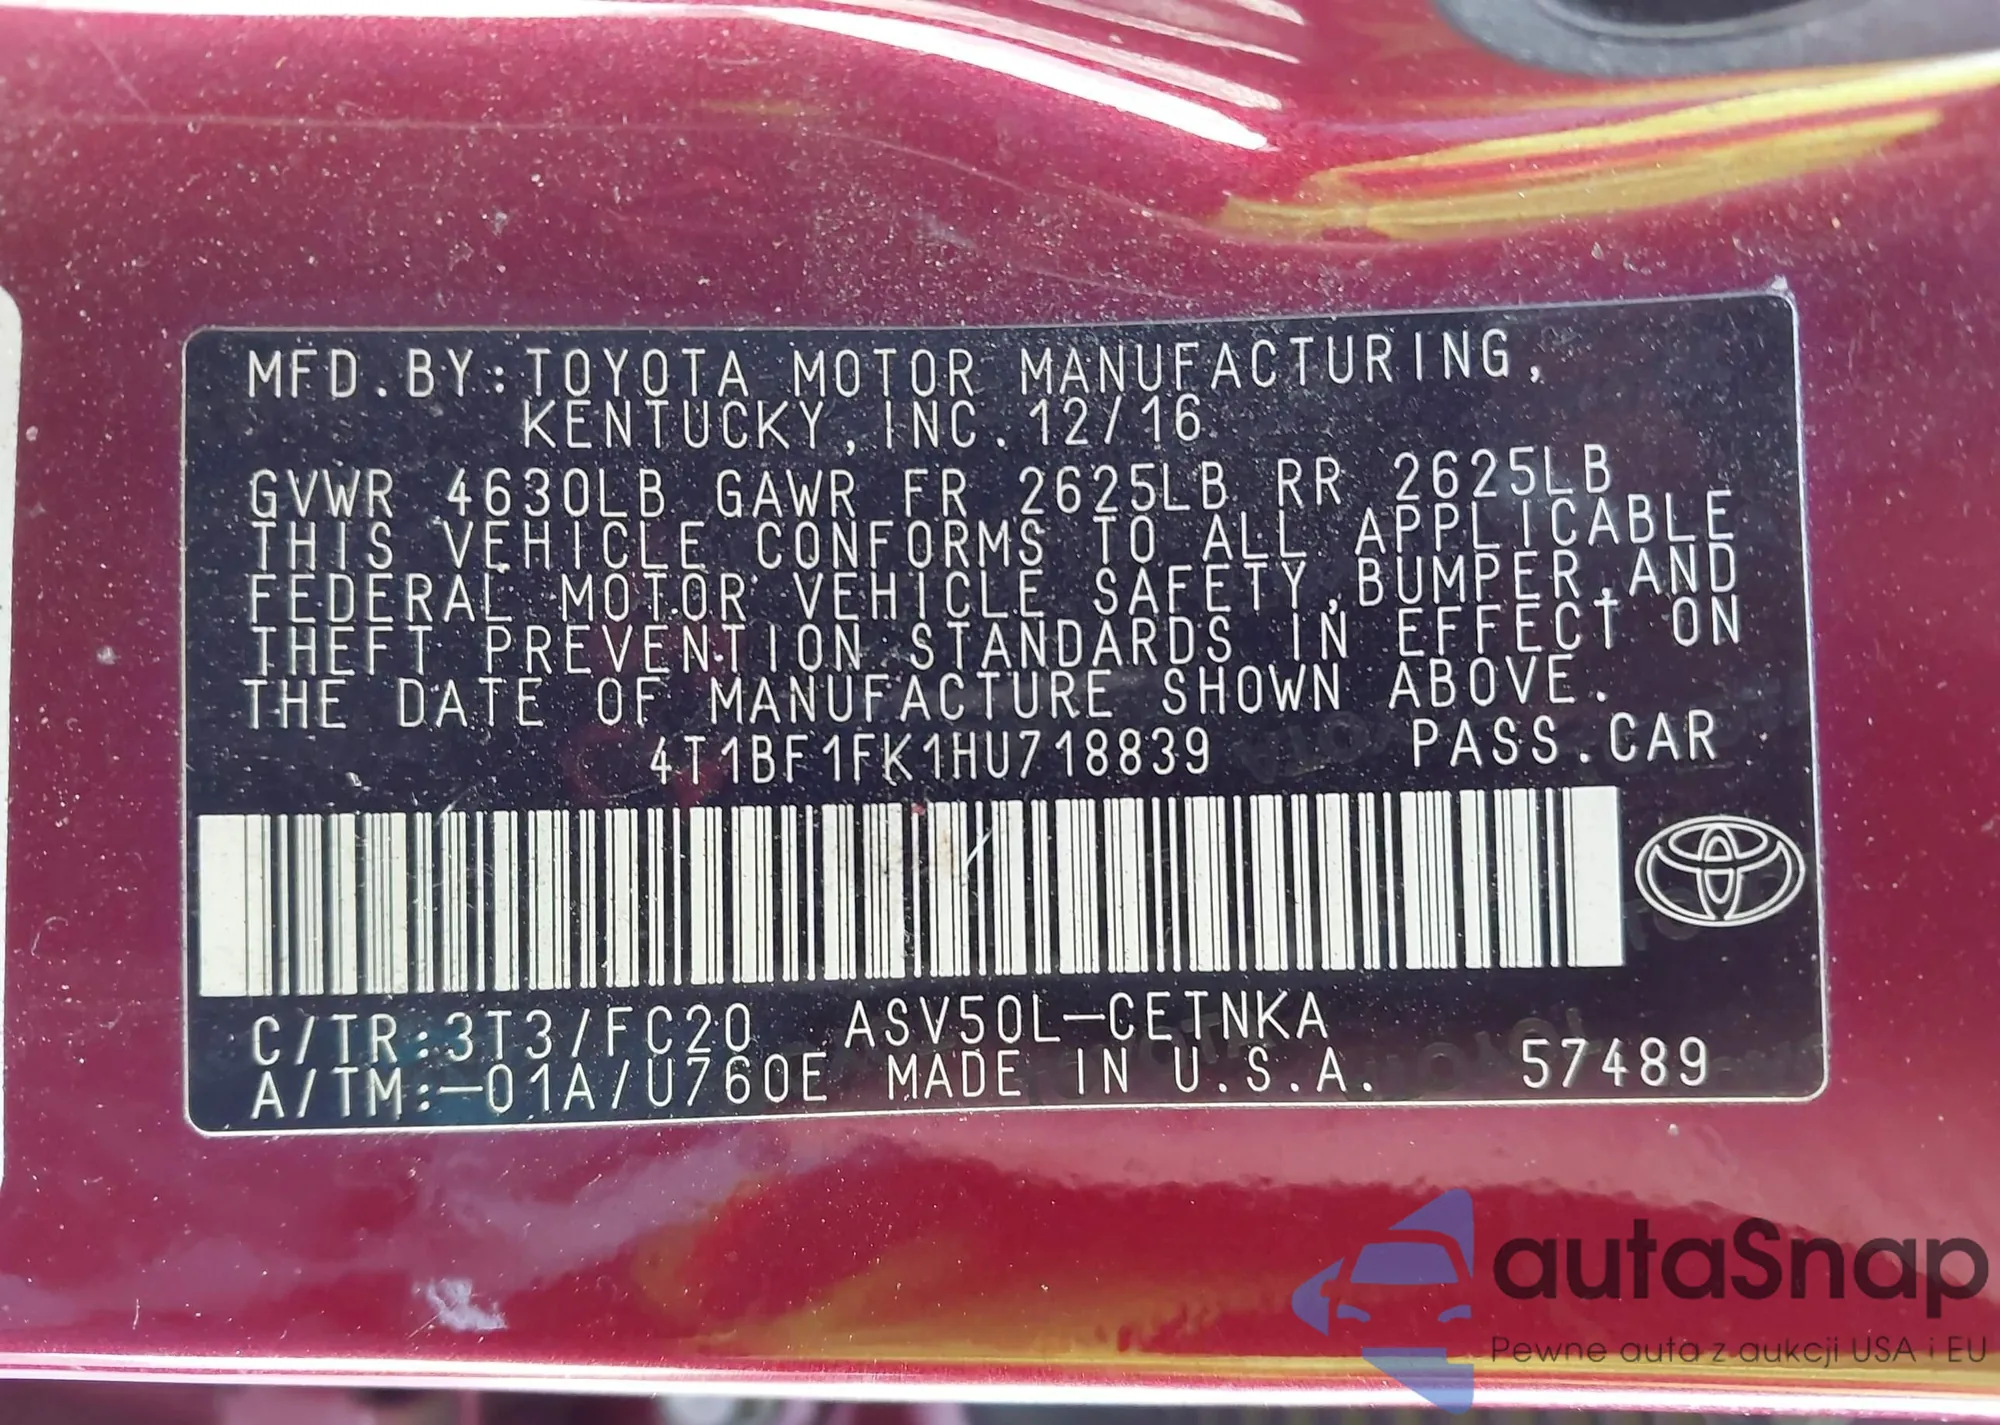 MFD.BY:TOYOTA MOTOR MANUFACTURING,
KENTUCKY,INC.12/16
GVWR 4630LB GAWR FR 2625LB RR 2625LB
THIS VEHICLE CONFORMS TO ALL APPLICABLE
FEDERAL MOTOR VEHICLE SAFETY,BUMPER,AND
THEFT PREVENTION STANDARDS IN EFFECT ON
THE DATE OF MANUFACTURE SHOWN ABOVE.
4T1BF1FK1HU718839 PASS.CAR
C/TR:3T3/FC20 ASV50L-CETNKA
A/TM:-01A/U760E MADE IN U.S.A. 57489
autaSnap
Pewne auta z aukcji USA i EU